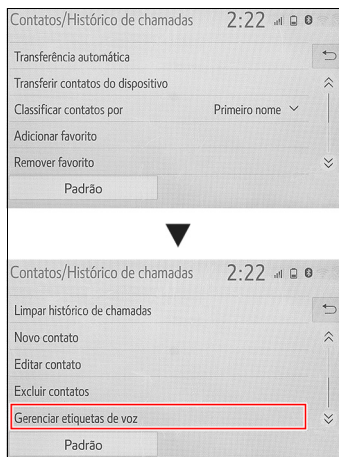 Contatos/Histórico de chamadas 2:22
Transferência automática
Transferir contatos do dispositivo
Classificar contatos por Primeiro nome
Adicionar favorito
Remover favorito
Padrão
Contatos/Histórico de chamadas 2:22
Limpar histórico de chamadas
Novo contato
Editar contato
Excluir contatos
Gerenciar etiquetas de voz
Padrão